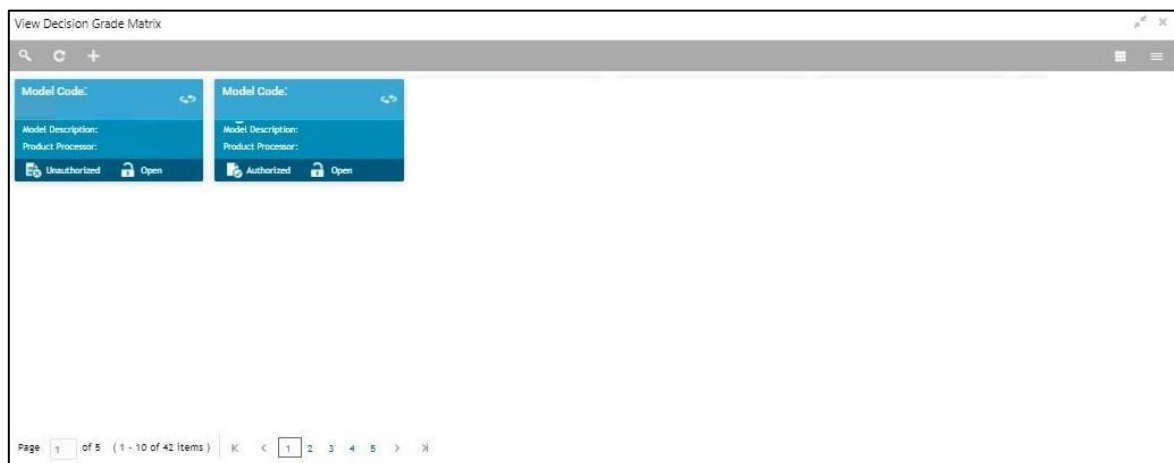 View Decision Grade Matrix
Model Code:
Model Description:
Product Processor:
Unauthorized Open
Model Code:
Model Description:
Product Processor:
Authorized Open
Page 1 of 5 ( 1 - 10 of 42 items ) 1 2 3 4 5